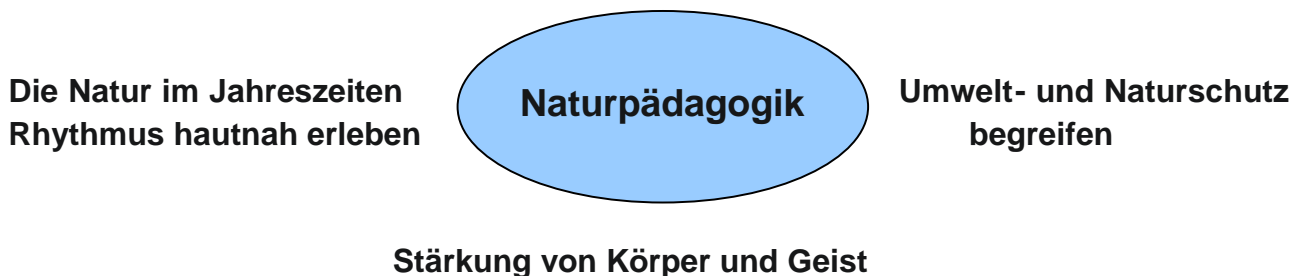 Die Natur im Jahreszeiten
Rhythmus hautnah erleben
Naturpädagogik
Umwelt- und Naturschutz
begreifen
Stärkung von Körper und Geist